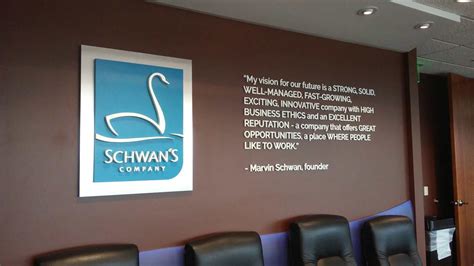 SCHWAN'S
COMPANY
"My vision for our future is a STRONG, SOLID,
WELL-MANAGED, FAST-GROWING,
EXCITING, INNOVATIVE company with HIGH
BUSINESS ETHICS and an EXCELLENT
REPUTATION - a company that offers GREAT
OPPORTUNITIES, a place WHERE PEOPLE
LIKE TO WORK."
- Marvin Schwan, founder